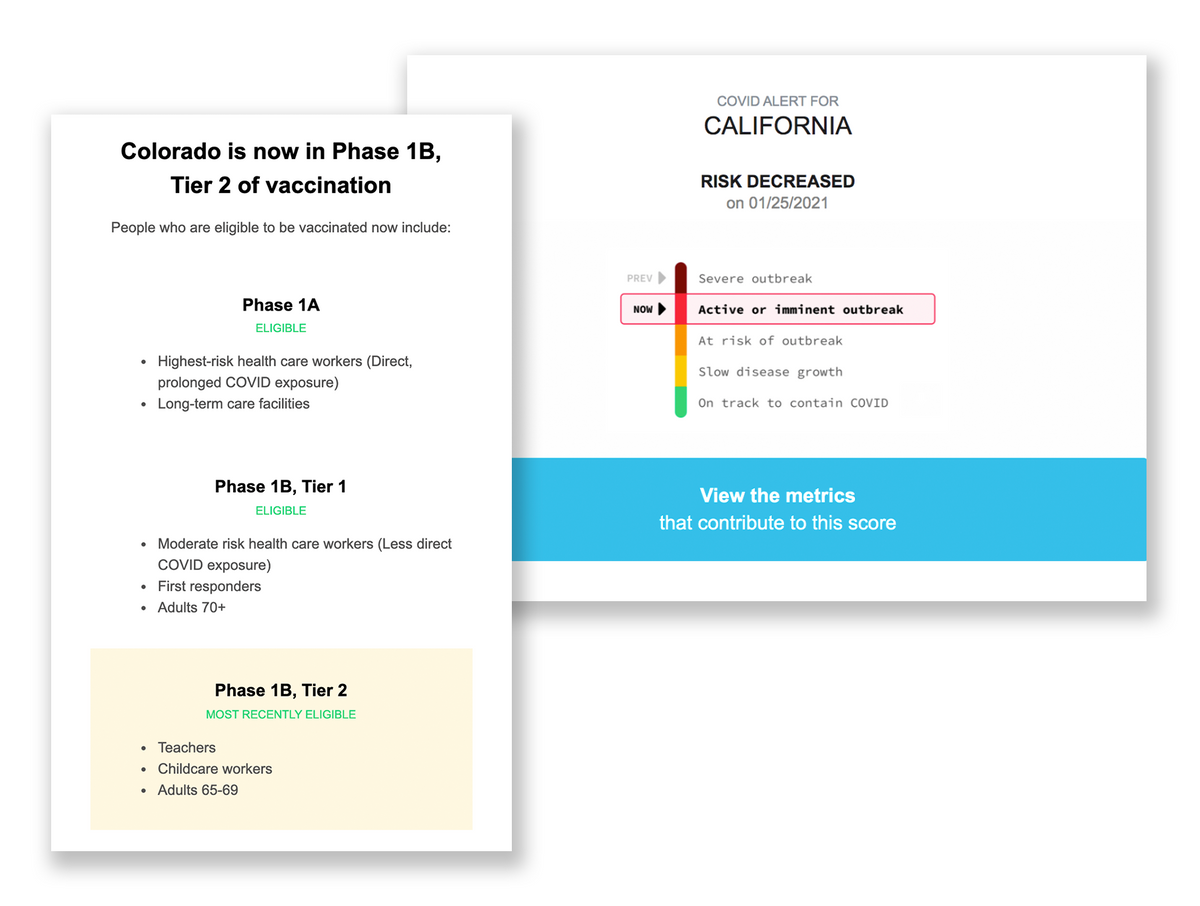 Colorado is now in Phase 1B,
Tier 2 of vaccination
People who are eligible to be vaccinated now include:
Phase 1A
ELIGIBLE
• Highest-risk health care workers (Direct,
prolonged COVID exposure)
• Long-term care facilities
Phase 1B, Tier 1
ELIGIBLE
• Moderate risk health care workers (Less direct
COVID exposure)
• First responders
• Adults 70+
Phase 1B, Tier 2
MOST RECENTLY ELIGIBLE
• Teachers
• Childcare workers
• Adults 65-69
COVID ALERT FOR
CALIFORNIA
RISK DECREASED
on 01/25/2021
PREV Severe outbreak
NOW Active or imminent outbreak
At risk of outbreak
Slow disease growth
On track to contain COVID
View the metrics
that contribute to this score